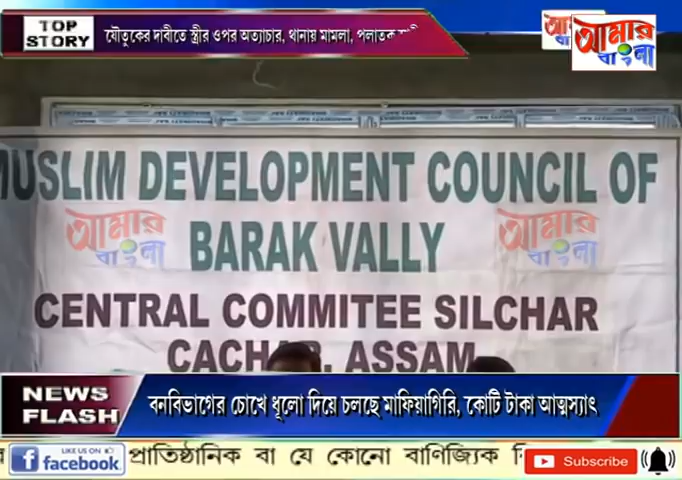 TOP STORY
যৌতুকের দাবীতে স্ত্রীর ওপর অত্যাচার, থানায় মামলা, পলাতক
আমার বাংলা
MUSLIM DEVELOPMENT COUNCIL OF
BARAK VALLY
আমার বাংলা
আমার বাংলা
CENTRAL COMMITEE SILCHAR
CACHAR, ASSAM
NEWS FLASH
বনবিভাগের চোখে ধূলো দিয়ে চলছে মাফিয়াগিরি, কোটি টাকা আত্মস্যাৎ
আমার বাংলা
LIKE US ON
facebook
প্রাতিষ্ঠানিক বা যে কোনো বাণিজ্যিক
Subscribe